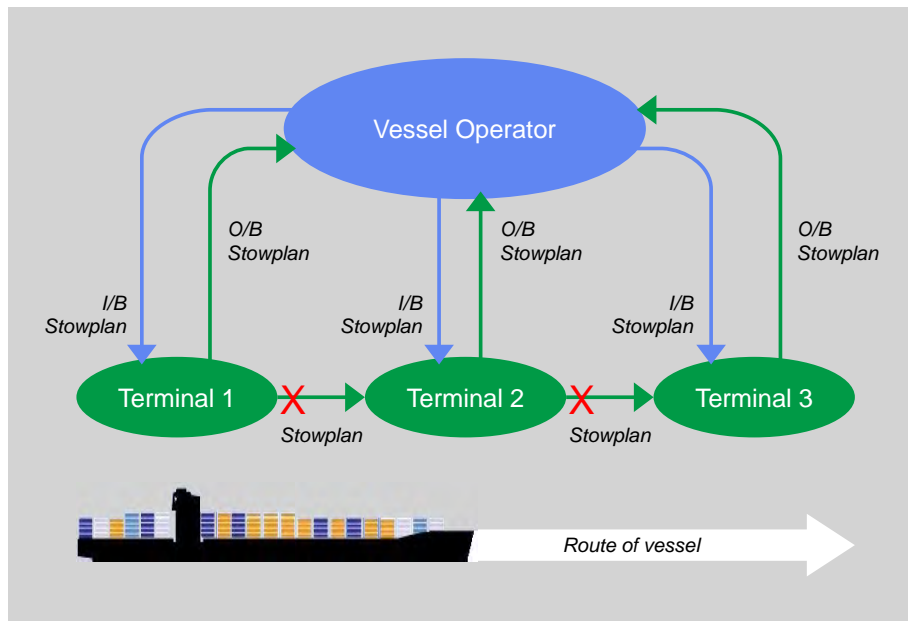 Vessel Operator
O/B
Stowplan
O/B
Stowplan
O/B
Stowplan
I/B
Stowplan
I/B
Stowplan
I/B
Stowplan
Terminal 1
X
Terminal 2
X
Terminal 3
Stowplan
Stowplan
Route of vessel